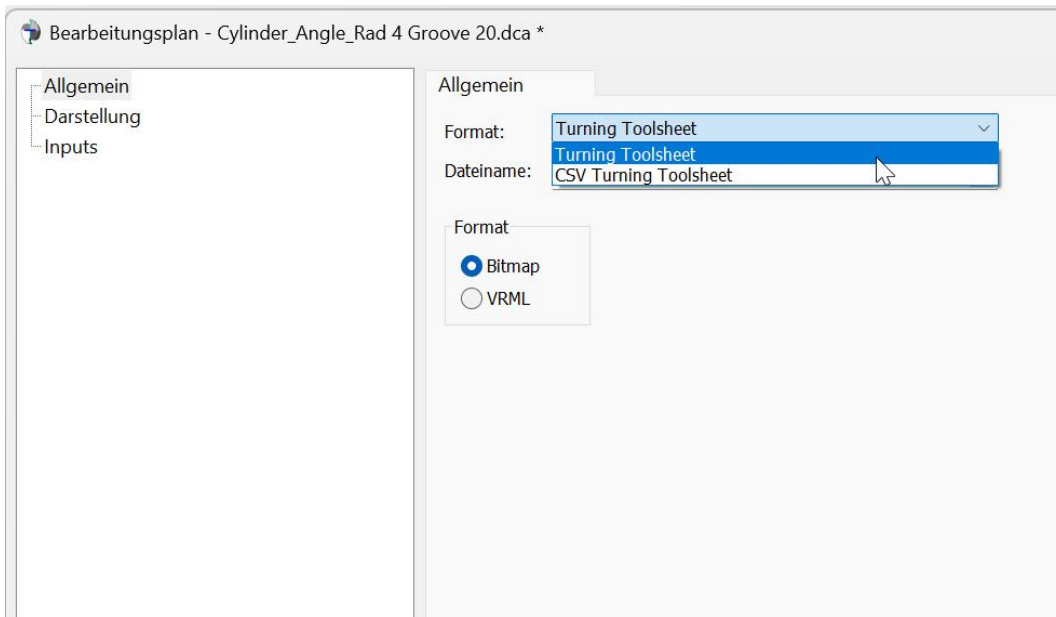 Bearbeitungsplan - Cylinder_Angle_Rad 4 Groove 20.dca *
Allgemein
Darstellung
Inputs
Allgemein
Format: Turning Toolsheet
Turning Toolsheet
Dateiname: CSV Turning Toolsheet
Format
Bitmap
VRML